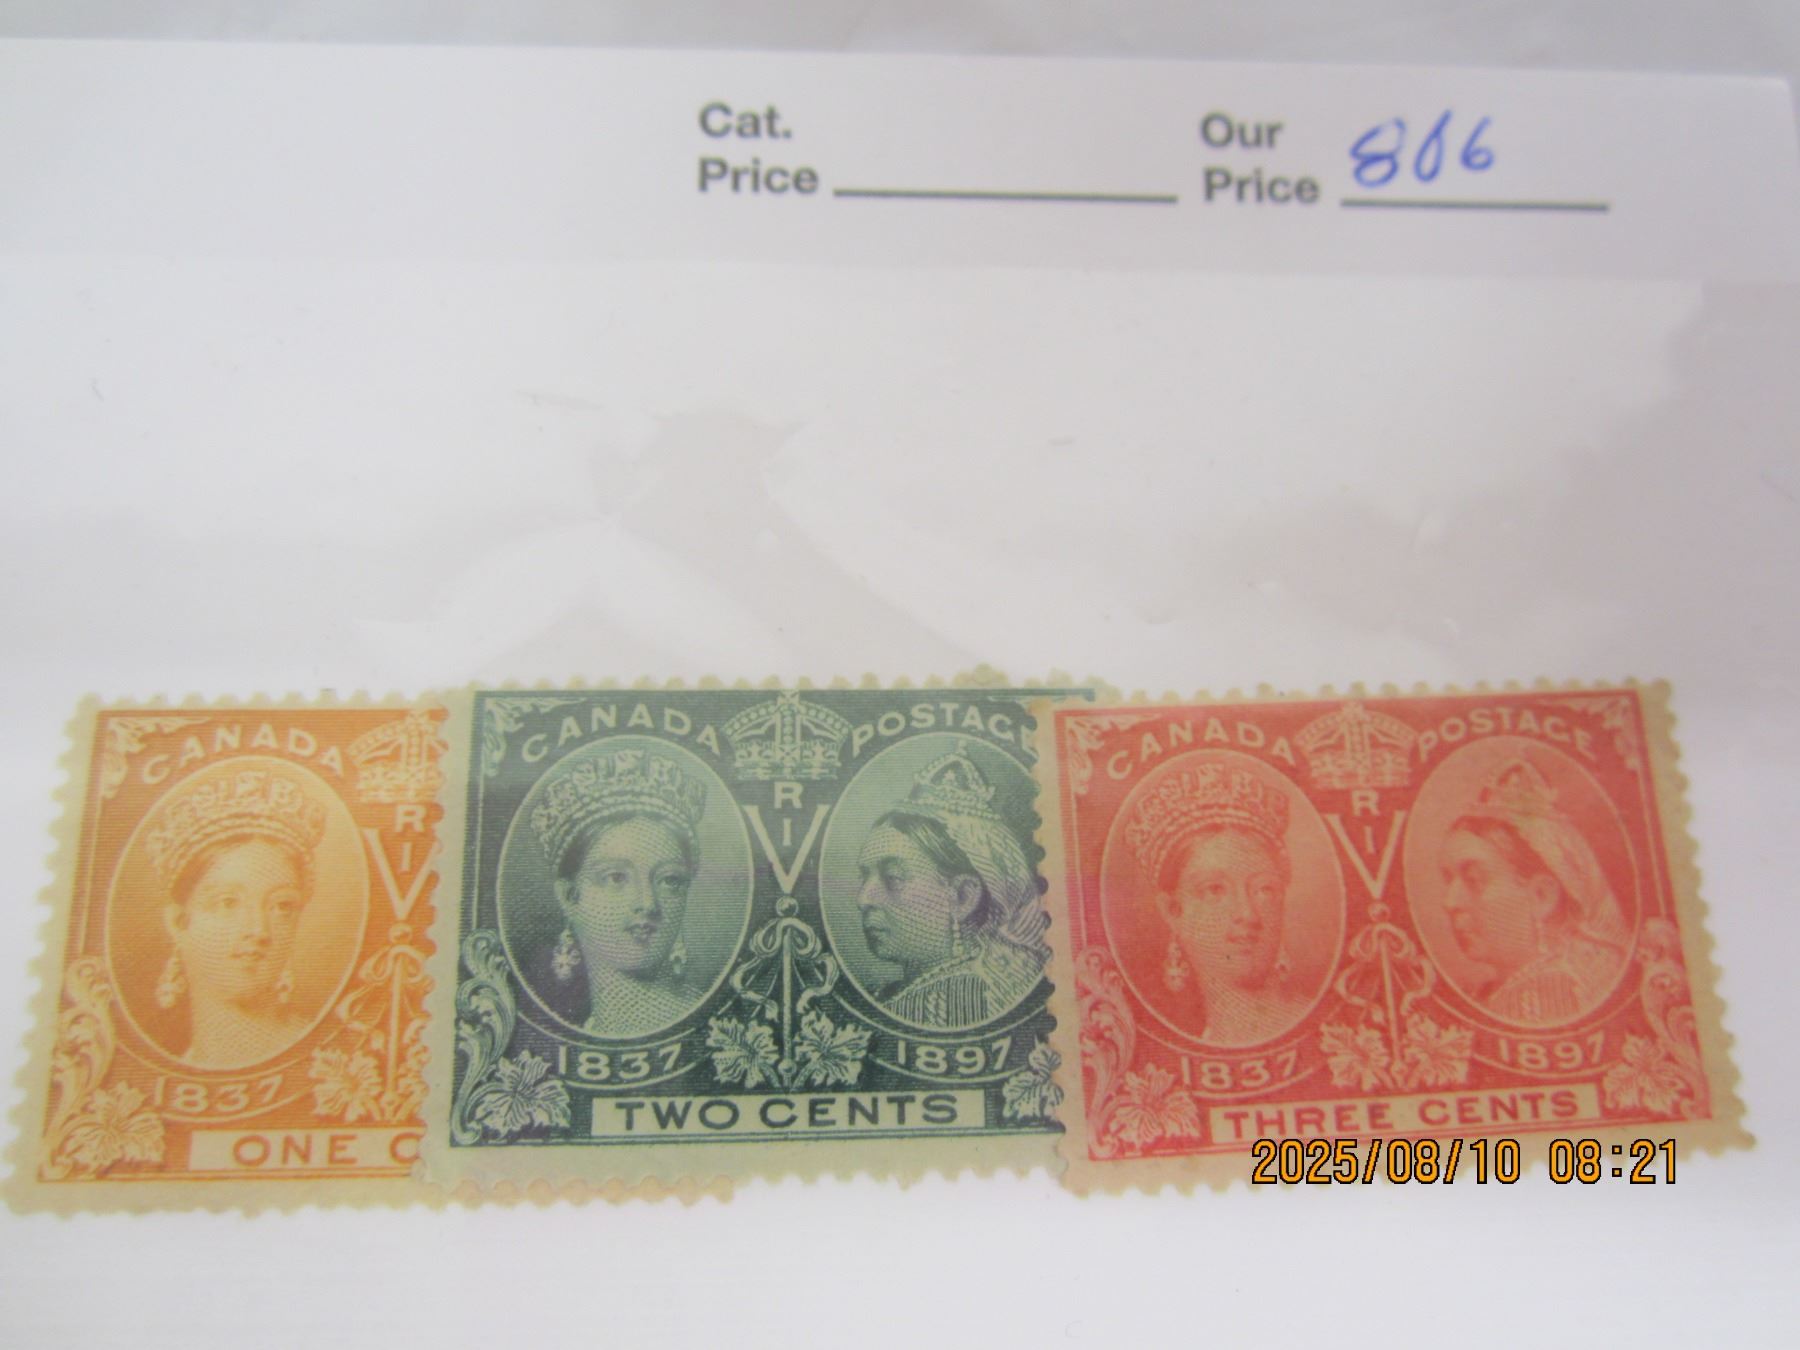 Cat.
Price
Our
Price 806
CANADA
R
I
V
1837
ONE C
CANADA POSTAG
R
I
V
1837 1897
TWO CENTS
CANADA POSTAGE
R
I
V
1837 1897
THREE CENTS
2025/08/10 08:21